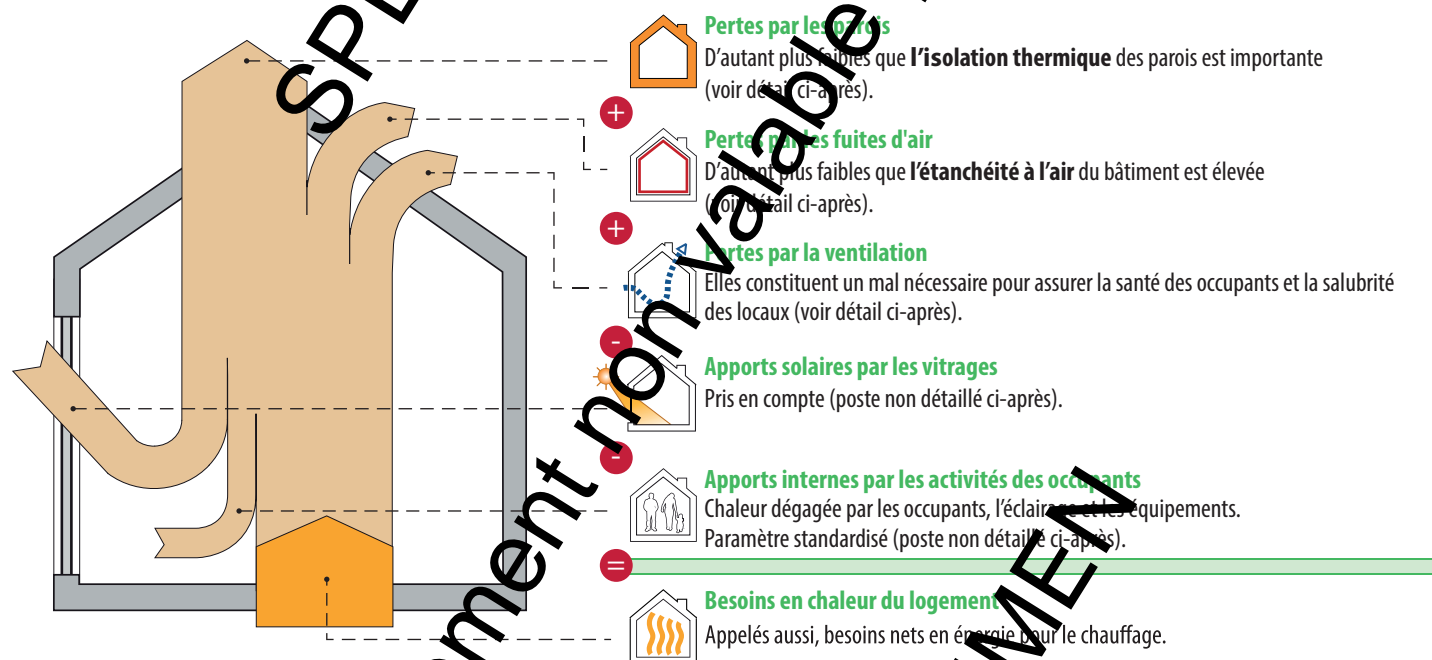 Pertes par les parois
D'autant plus faibles que l'isolation thermique des parois est importante
(voir détail ci-après).
+
Pertes par les fuites d'air
D'autant plus faibles que l'étanchéité à l'air du bâtiment est élevée
(voir détail ci-après).
+
Pertes par la ventilation
Elles constituent un mal nécessaire pour assurer la santé des occupants et la salubrité
des locaux (voir détail ci-après).
-
Apports solaires par les vitrages
Pris en compte (poste non détaillé ci-après).
-
Apports internes par les activités des occupants
Chaleur dégagée par les occupants, l'éclairage et les équipements.
Paramètre standardisé (poste non détaillé ci-après).
=
Besoins en chaleur du logement
Appelés aussi, besoins nets en énergie pour le chauffage.
non valable